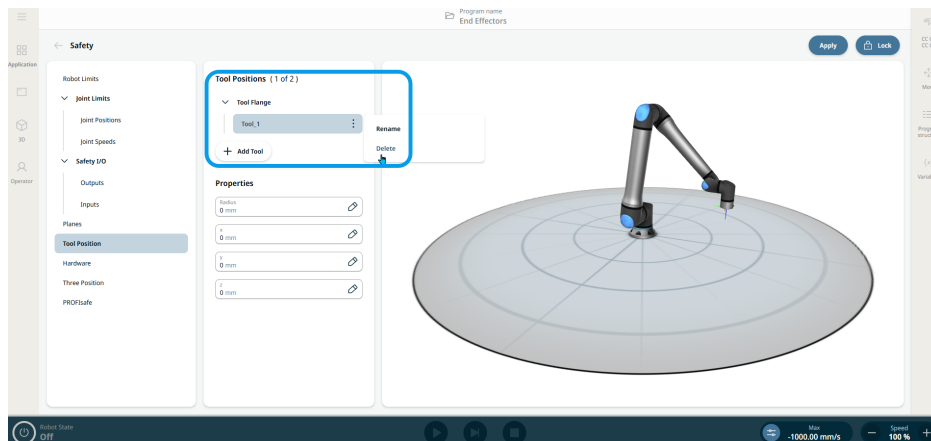 Program name
End Effectors
Safety
Apply
Lock
Application
3D
Operator
Robot Limits
Joint Limits
Joint Positions
Joint Speeds
Safety I/O
Outputs
Inputs
Planes
Tool Position
Hardware
Three Position
PROFIsafe
Tool Positions ( 1 of 2 )
Tool Flange
Tool_1
Add Tool
Rename
Delete
Properties
Radius
0 mm
x
0 mm
y
0 mm
z
0 mm
Robot State
Off
Max
-1000.00 mm/s
Speed
100 %